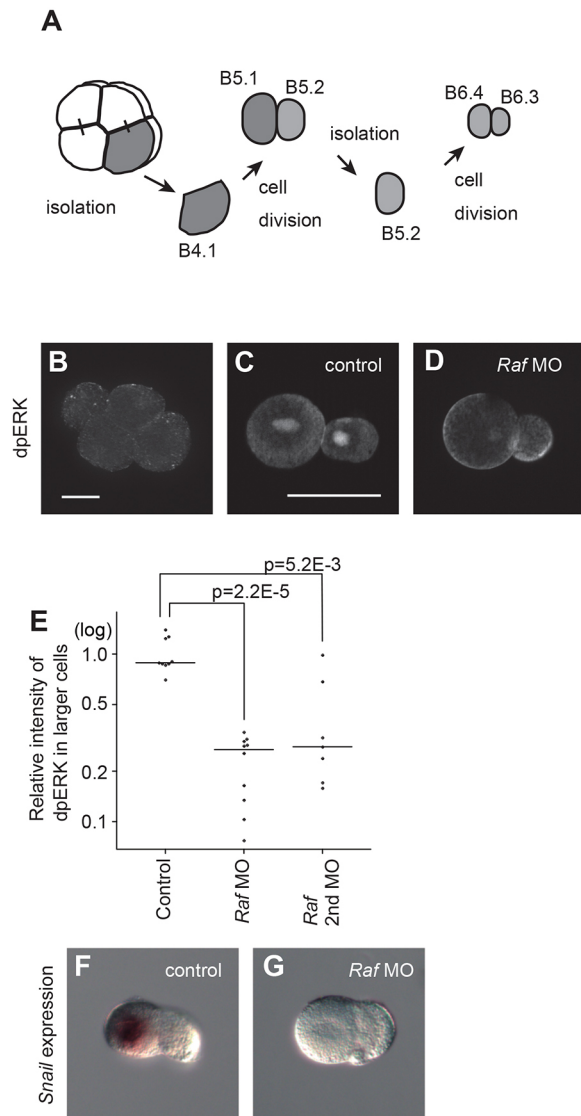 A
B5.1
B5.2
B6.4
B6.3
isolation
isolation
cell
division
cell
division
B4.1
B5.2
dpERK
B
C
control
D
Raf MO
p=5.2E-3
p=2.2E-5
E
(log)
Relative intensity of
dpERK in larger cells
1.0
0.5
0.2
0.1
Control
Raf MO
Raf
2nd MO
Snail expression
F
control
G
Raf MO